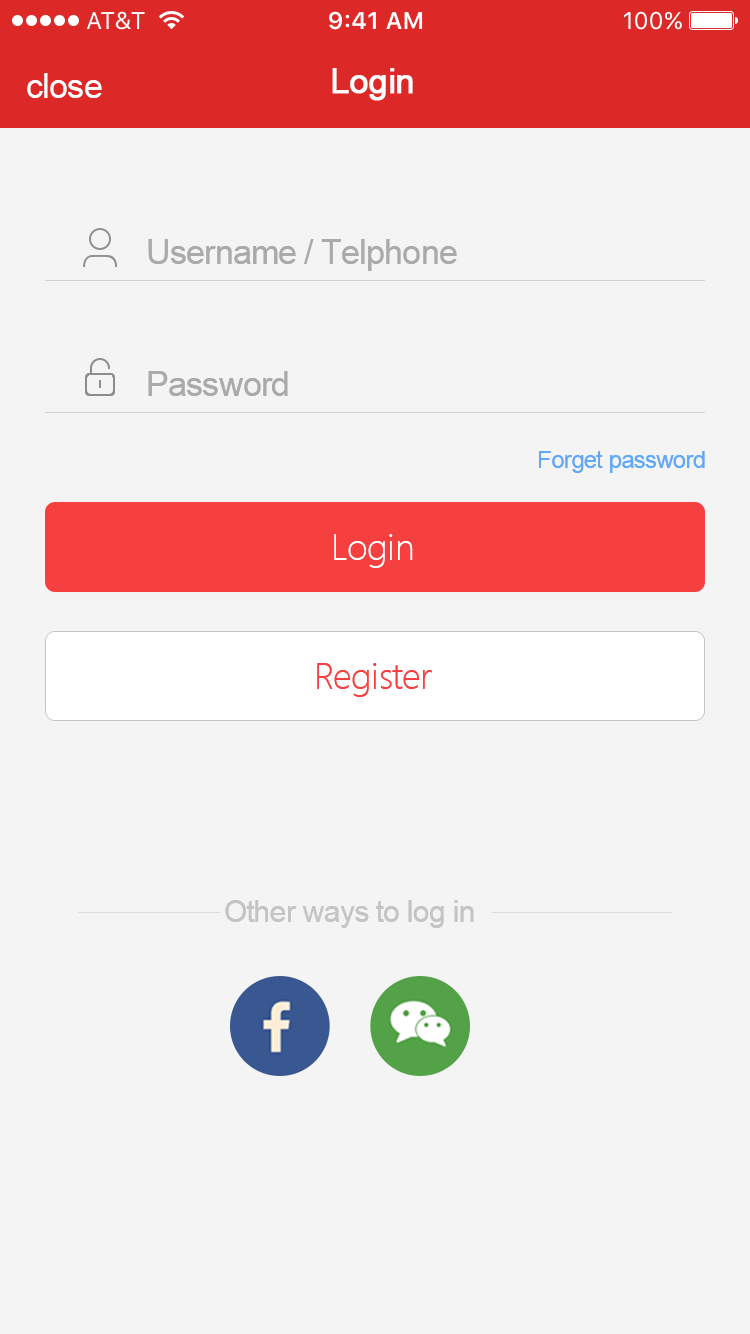 AT&T 9:41 AM 100%
close Login
Username / Telphone
Password
Forget password
Login
Register
Other ways to log in